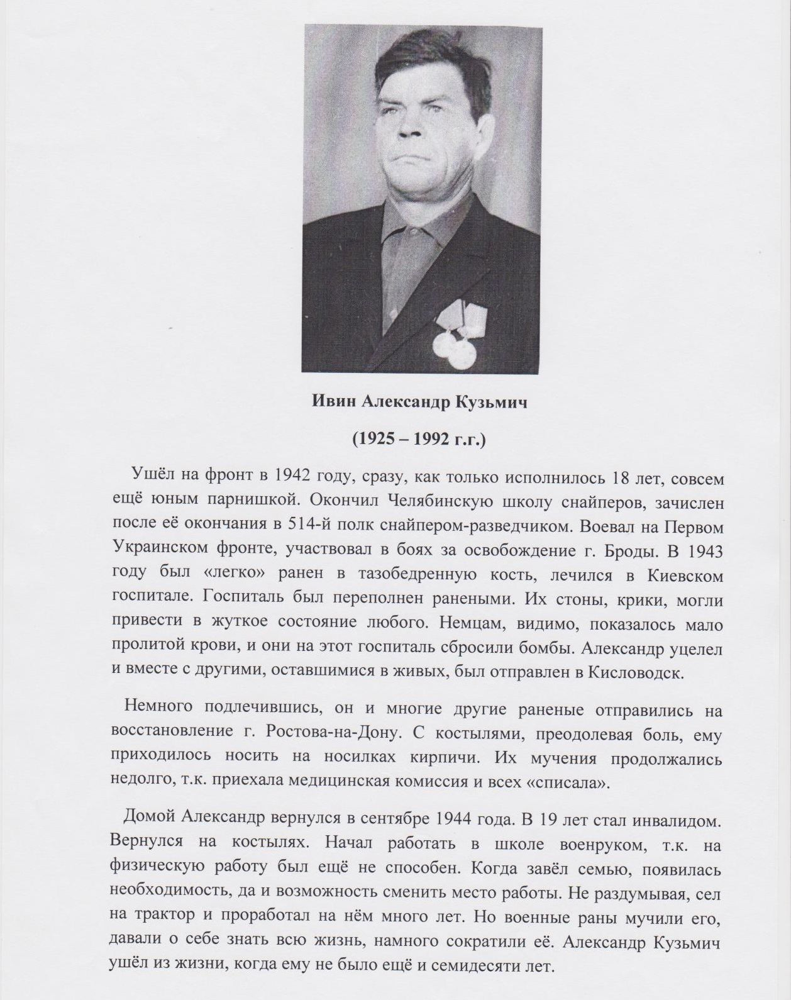 Ивин Александр Кузьмич
(1925 – 1992 г.г.)
Ушёл на фронт в 1942 году, сразу, как только исполнилось 18 лет, совсем
ещё юным парнишкой. Окончил Челябинскую школу снайперов, зачислен
после её окончания в 514-й полк снайпером-разведчиком. Воевал на Первом
Украинском фронте, участвовал в боях за освобождение г. Броды. В 1943
году был «легко» ранен в тазобедренную кость, лечился в Киевском
госпитале. Госпиталь был переполнен ранеными. Их стоны, крики, могли
привести в жуткое состояние любого. Немцам, видимо, показалось мало
пролитой крови, и они на этот госпиталь сбросили бомбы. Александр уцелел
и вместе с другими, оставшимися в живых, был отправлен в Кисловодск.
Немного подлечившись, он и многие другие раненые отправились на
восстановление г. Ростова-на-Дону. С костылями, преодолевая боль, ему
приходилось носить на носилках кирпичи. Их мучения продолжались
недолго, т.к. приехала медицинская комиссия и всех «списала».
Домой Александр вернулся в сентябре 1944 года. В 19 лет стал инвалидом.
Вернулся на костылях. Начал работать в школе военруком, т.к. на
физическую работу был ещё не способен. Когда завёл семью, появилась
необходимость, да и возможность сменить место работы. Не раздумывая, сел
на трактор и проработал на нём много лет. Но военные раны мучили его,
давали о себе знать всю жизнь, намного сократили её. Александр Кузьмич
ушёл из жизни, когда ему не было ещё и семидесяти лет.